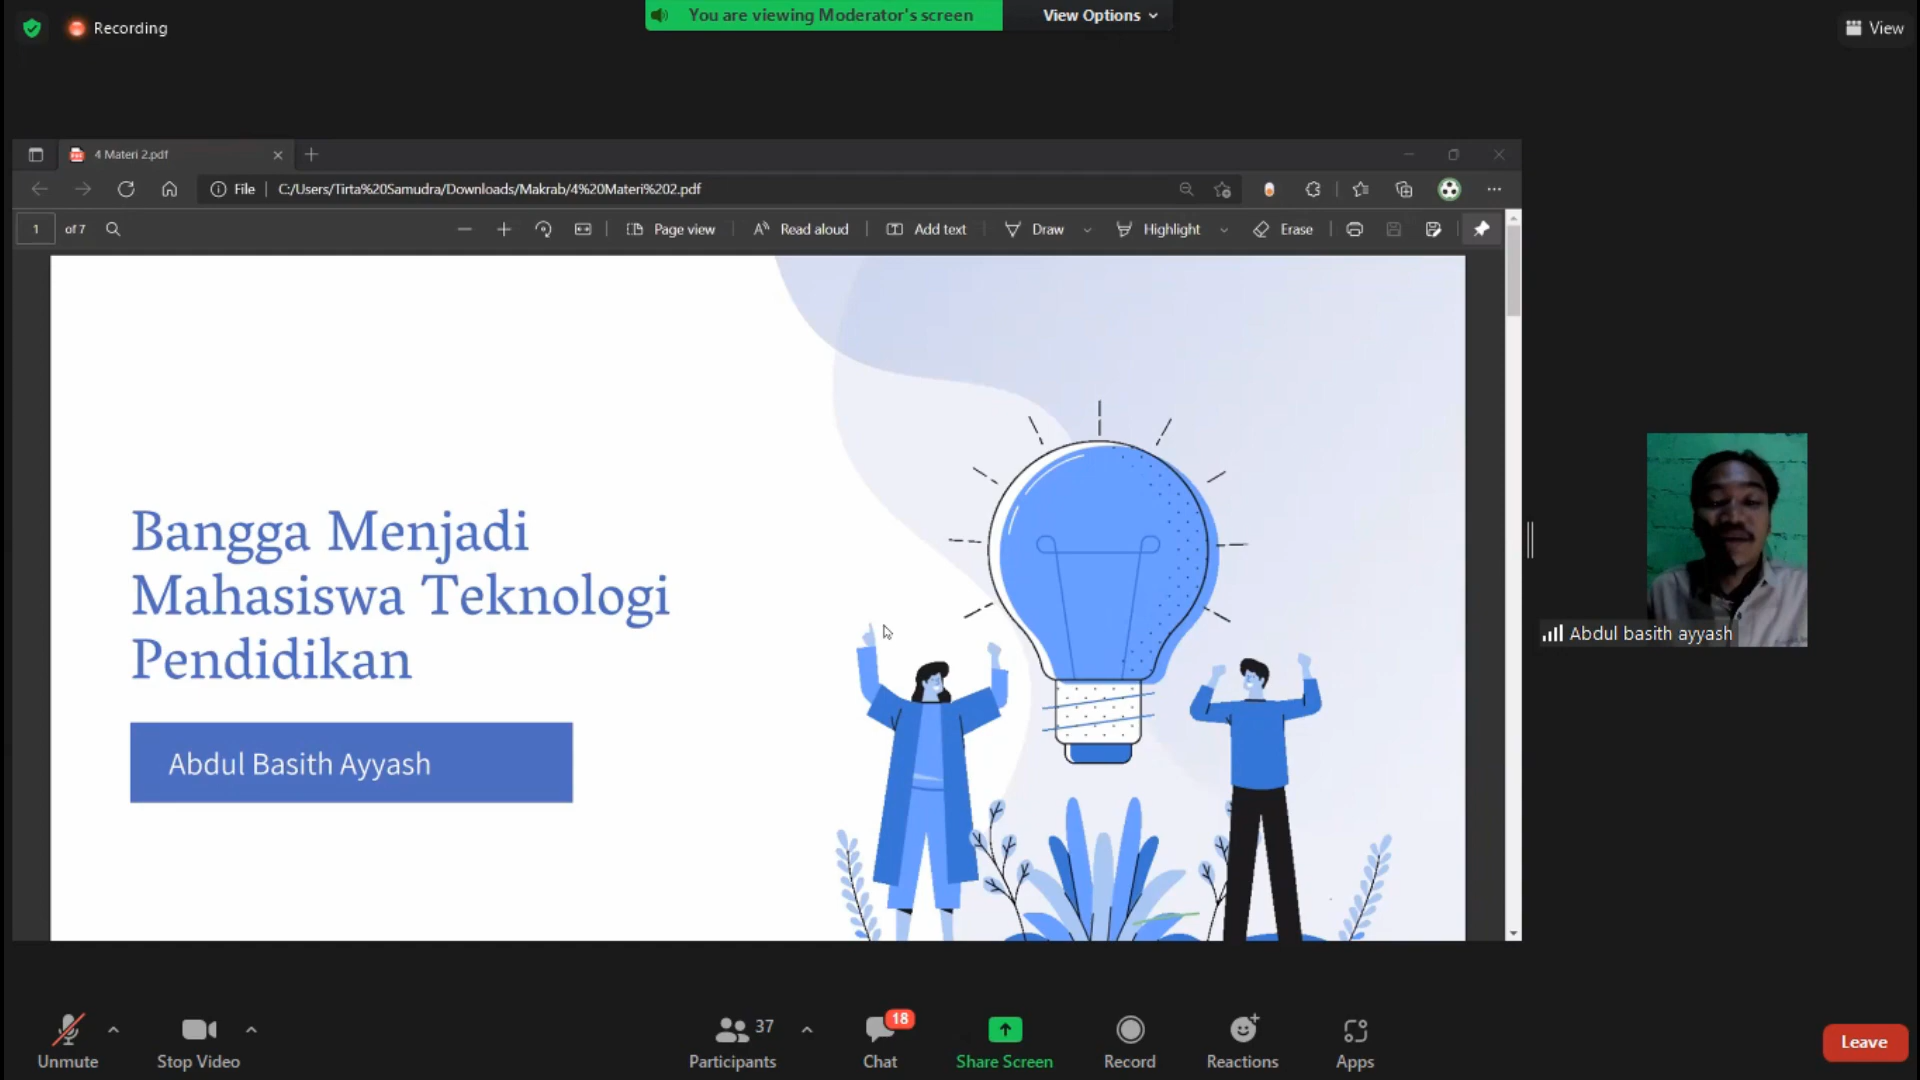 Recording
You are viewing Moderator's screen
View Options
View
4 Materi 2.pdf
File
C:/Users/Tirta%20Samudra/Downloads/Makrab/4%20Materi%202.pdf
1 of 7
Page view
Read aloud
Add text
Draw
Highlight
Erase
Bangga Menjadi
Mahasiswa Teknologi
Pendidikan
Abdul Basith Ayyash
Abdul basith ayyash
Unmute
Stop Video
Participants
37
Chat
18
Share Screen
Record
Reactions
Apps
Leave